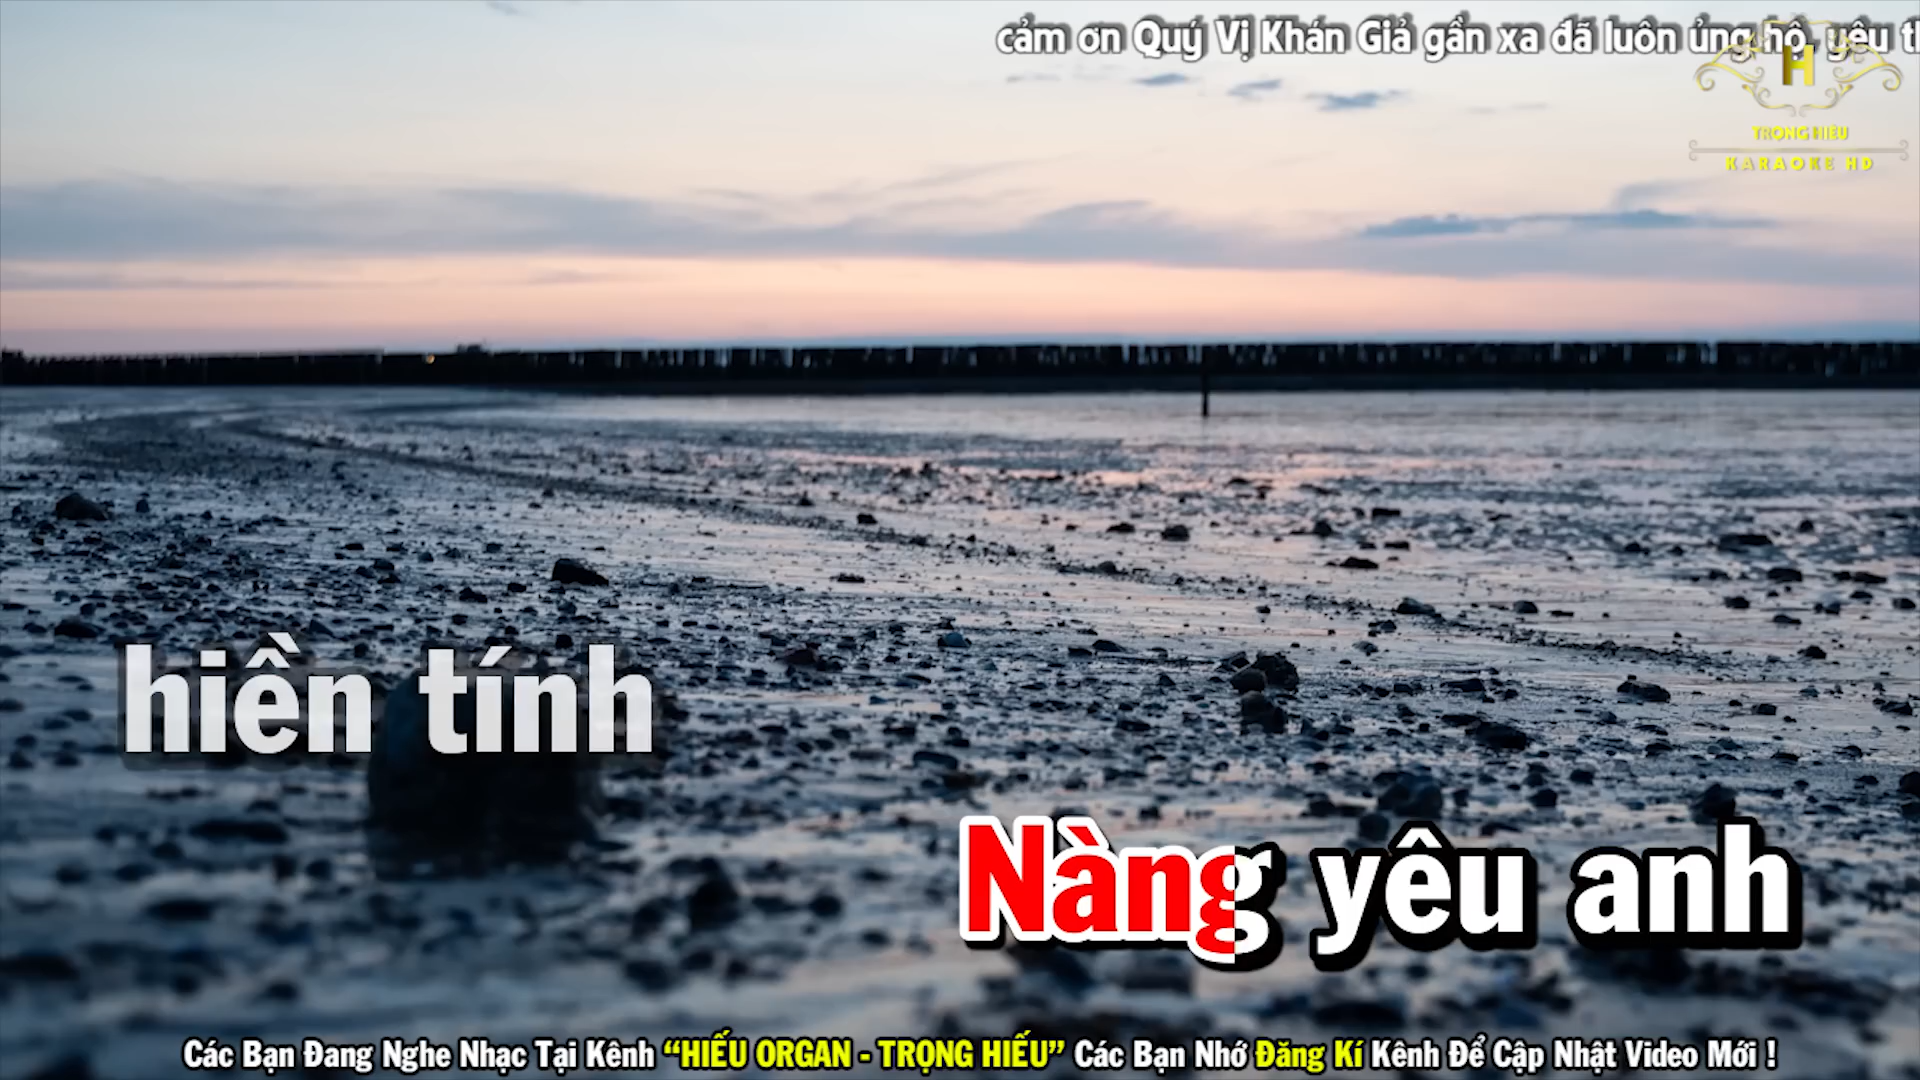 cảm ơn Quý Vị Khán Giả gần xa đã luôn ủng hộ, yêu
H
TRỌNG HIẾU
KARAOKE HD
hiền tính
Nàng yêu anh
Các Bạn Đang Nghe Nhạc Tại Kênh “HIẾU ORGAN - TRỌNG HIẾU” Các Bạn Nhớ Đăng Kí Kênh Để Cập Nhật Video Mới !